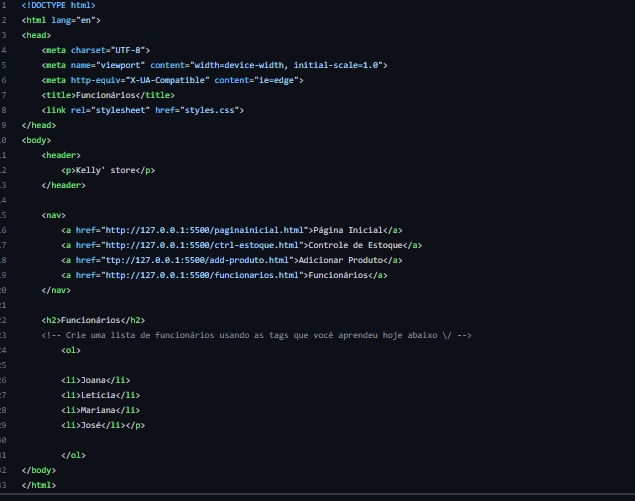 1 <!DOCTYPE html>
2 <html lang="en">
3 <head>
4     <meta charset="UTF-8">
5     <meta name="viewport" content="width=device-width, initial-scale=1.0">
6     <meta http-equiv="X-UA-Compatible" content="ie=edge">
7     <title>Funcionários</title>
8     <link rel="stylesheet" href="styles.css">
9 </head>
10 <body>
11     <header>
12         <p>Kelly' store</p>
13     </header>
14
15     <nav>
16         <a href="http://127.0.0.1:5500/paginainicial.html">Página Inicial</a>
17         <a href="http://127.0.0.1:5500/ctrl-estoque.html">Controle de Estoque</a>
18         <a href="ttp://127.0.0.1:5500/add-produto.html">Adicionar Produto</a>
19         <a href="http://127.0.0.1:5500/funcionarios.html">Funcionários</a>
20     </nav>
21
22     <h2>Funcionários</h2>
23     <!-- Crie uma lista de funcionários usando as tags que você aprendeu hoje abaixo \/ -->
24         <ol>
25
26         <li>Joana</li>
27         <li>Letícia</li>
28         <li>Mariana</li>
29         <li>José</li></p>
30
31         </ol>
32 </body>
33 </html>